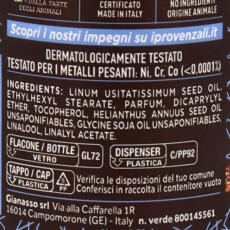 DALLA PARTE
DEGLI ANIMALI
CONFEZIONATO
MADE IN ITALY
NO INGREDIENTI
ORIGINE ANIMALE
Scopri i nostri impegni su iprovenzali.it
DERMATOLOGICAMENTE TESTATO
TESTATO PER I METALLI PESANTI: Ni. Cr. Co (<0.0001%)
INGREDIENTS: LINUM USITATISSIMUM SEED OIL,
ETHYLHEXYL STEARATE, PARFUM, DICAPRYLYL
ETHER, TOCOPHEROL, HELIANTHUS ANNUUS SEED OIL
UNSAPONIFIABLES, GLYCINE SOJA OIL UNSAPONIFIABLES,
LINALOOL, LINALYL ACETATE
FLACONE / BOTTLE GL72
VETRO
DISPENSER C/PP92
PLASTICA
TAPPO / CAP
PLASTICA
Verifica le disposizioni del tuo comune
Conferisci in raccolta il contenitore vuoto
Gianasso srl Via alla Caffarella 1R
16014 Campomorone (GE) n. verde 800145561